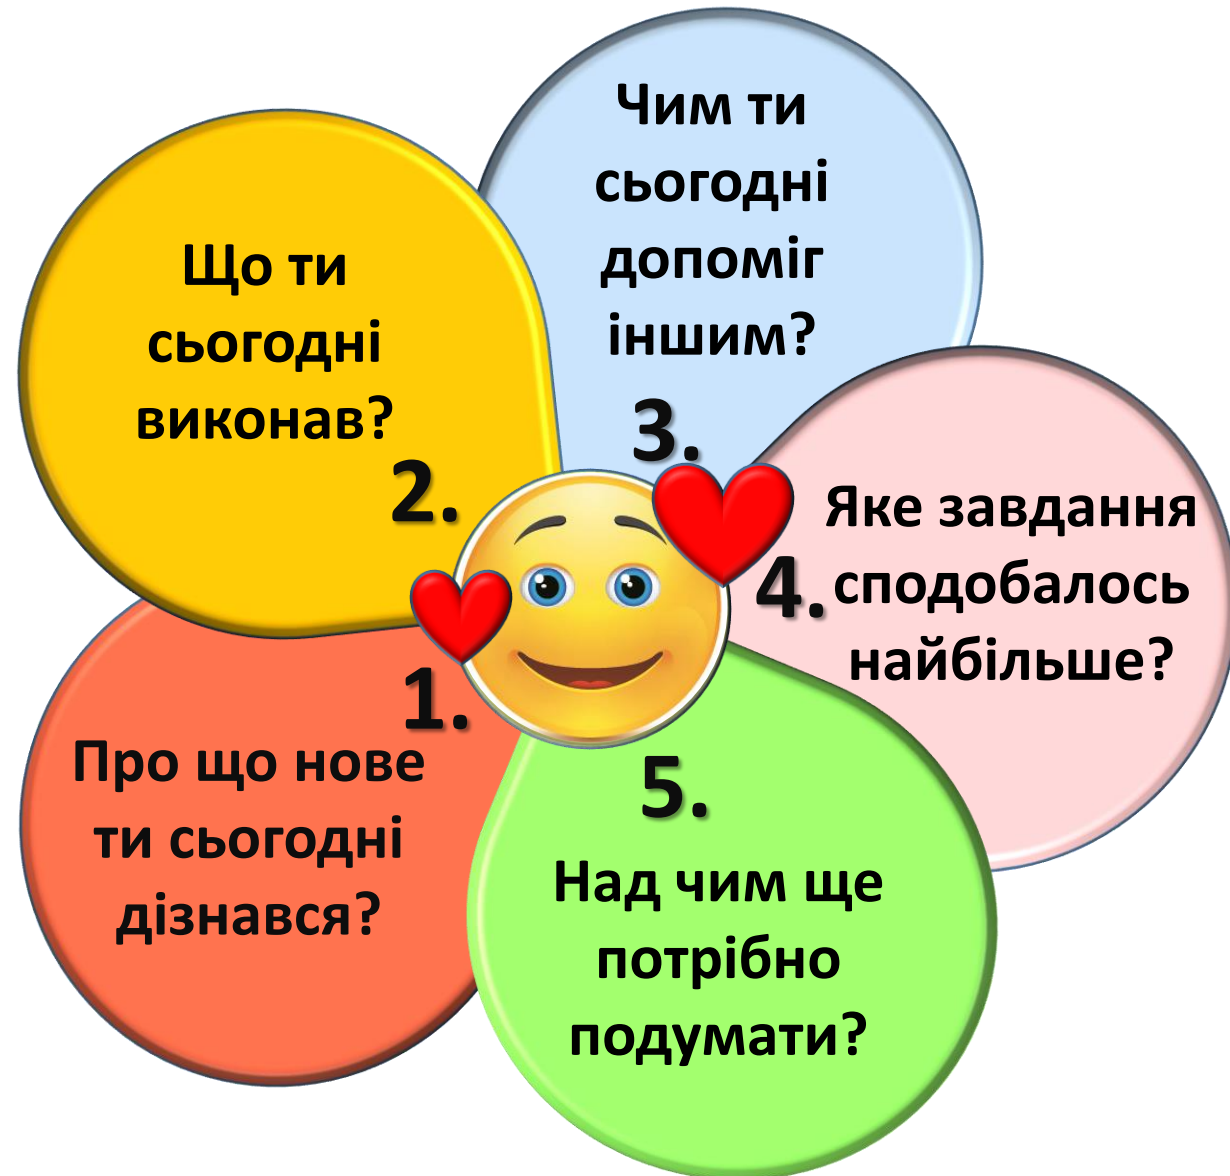 1.
Про що нове
ти сьогодні
дізнався?
Що ти
сьогодні
виконав?
2.
Чим ти
сьогодні
допоміг
іншим?
3.
4.
Яке завдання
сподобалось
найбільше?
5.
Над чим ще
потрібно
подумати?